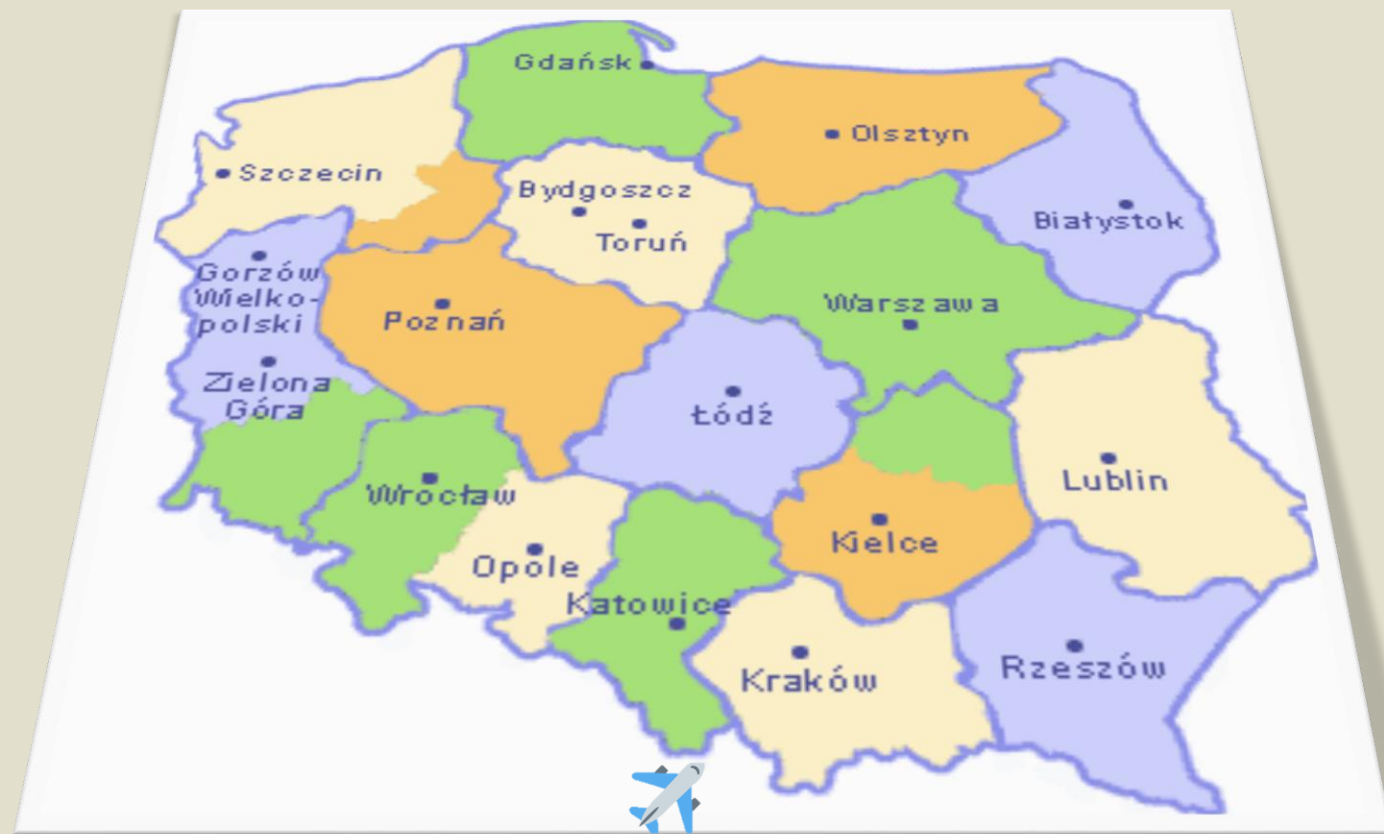 Gdańsk
Olsztyn
Szczecin
Bydgoszcz
Toruń
Białystok
Gorzów
Wielko-
polski
Poznań
Warszawa
Zielona
Góra
Łódź
Wrocław
Lublin
Opole
Kielce
Katowice
Kraków
Rzeszów